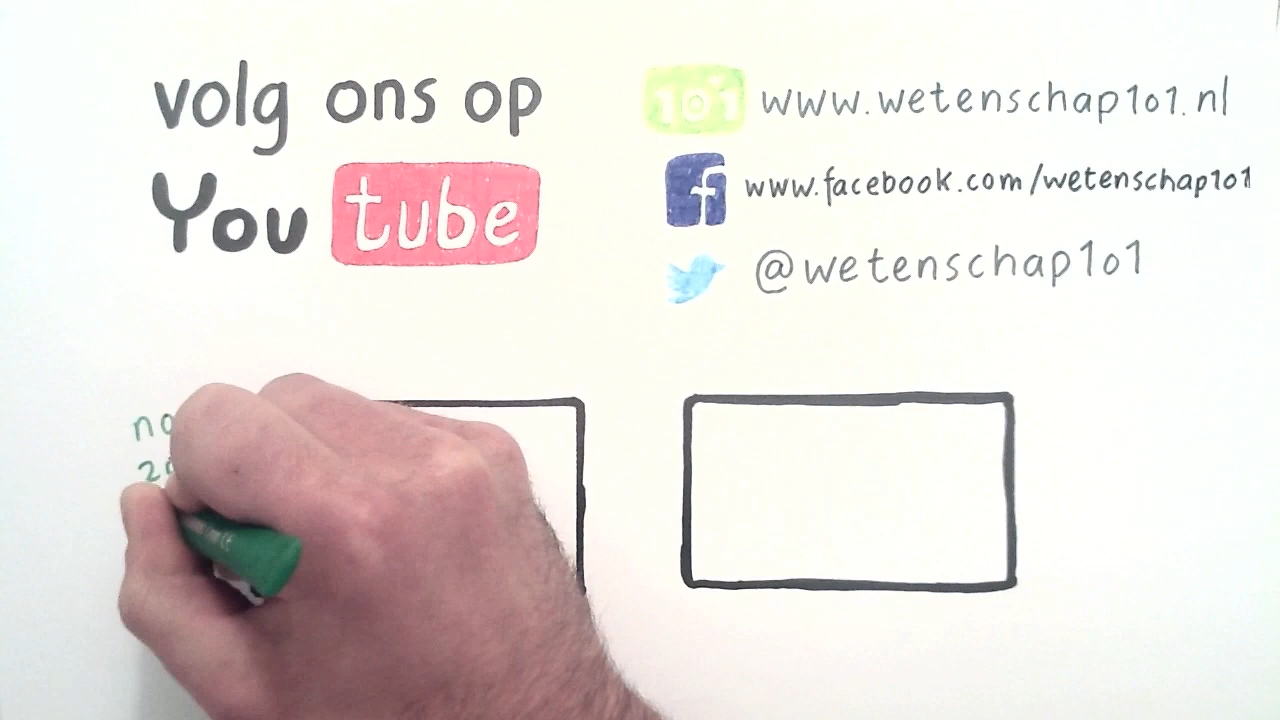 volg ons op
You tube
101 www.wetenschap101.nl
f www.facebook.com/wetenschap101
@wetenschap101